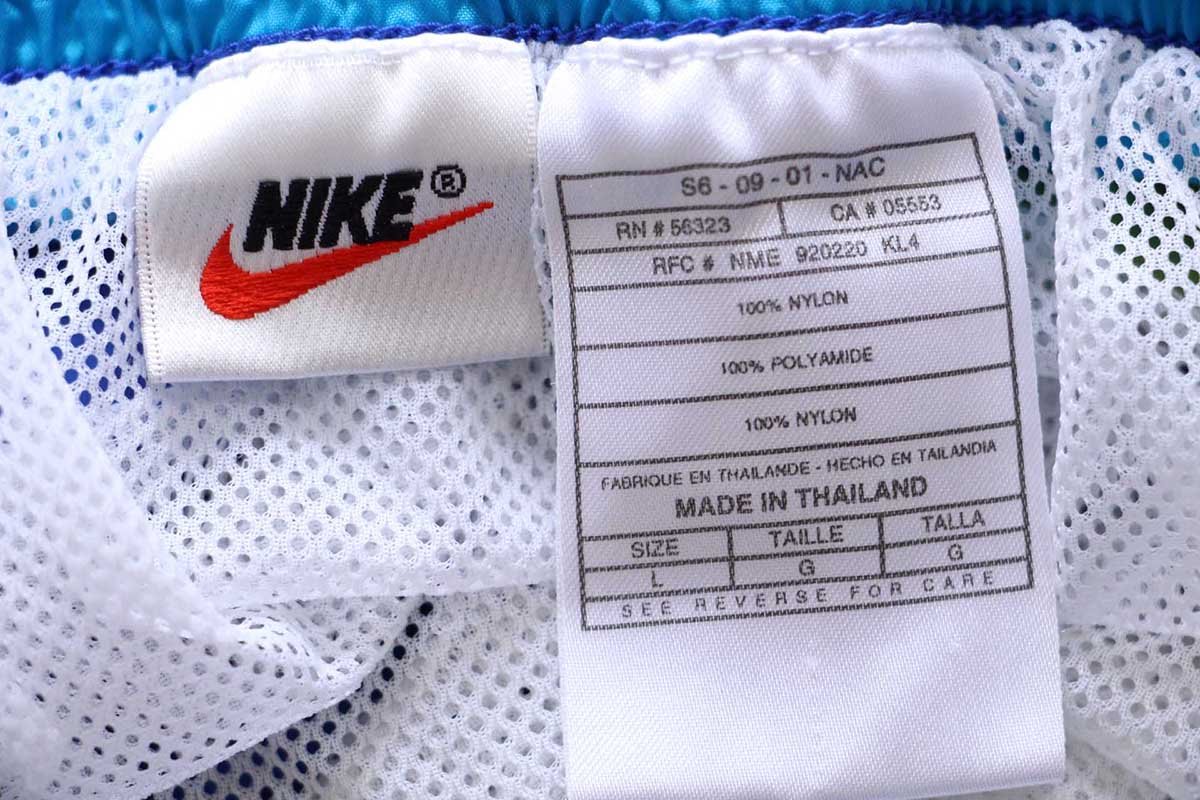 NIKE®
S6 - 09 - 01 - NAC
RN # 56323
CA # 05553
RFC # NME 920220 KL4
100% NYLON
100% POLYAMIDE
100% NYLON
FABRIQUE EN THAILANDE - HECHO EN TAILANDIA
MADE IN THAILAND
SIZE TAILLE TALLA
L G G
SEE REVERSE FOR CARE